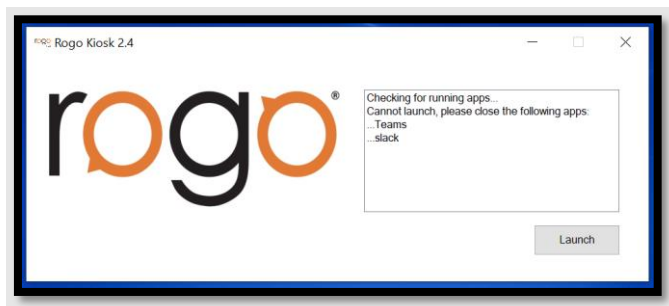 rogo Rogo Kiosk 2.4
rogo®
Checking for running apps...
Cannot launch, please close the following apps:
...Teams
...slack
Launch